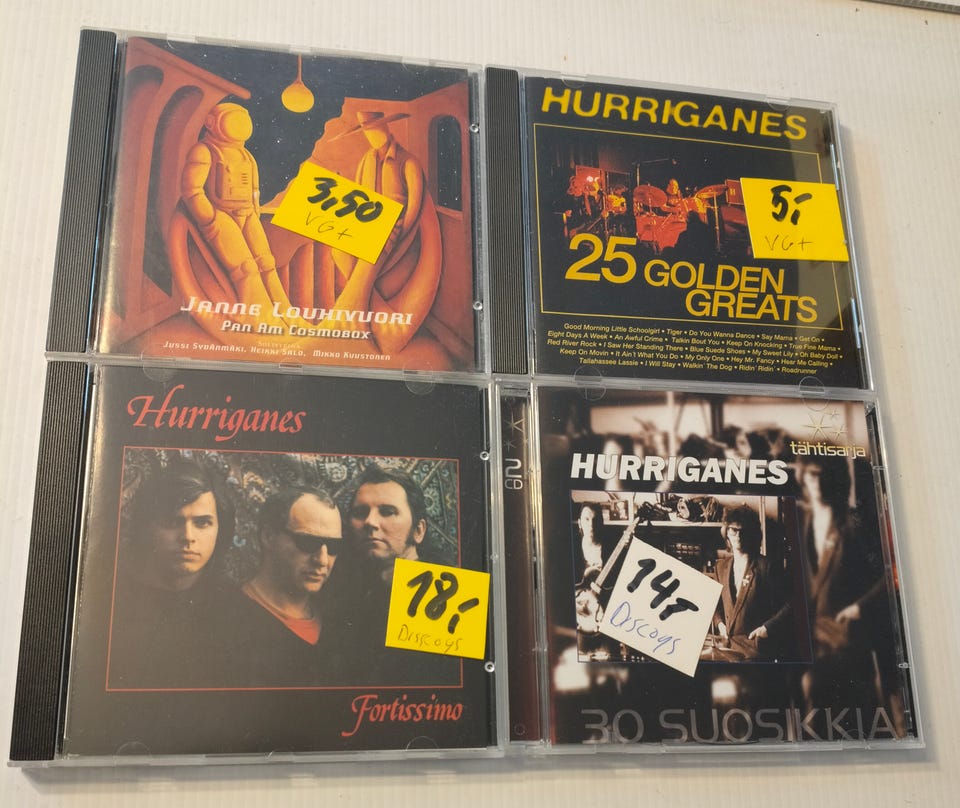 3,50
VG+
JANNE LOUHIVUORI
PAN AM COSMOBOX
SOLISTEINA
JUSSI SYDÄNMÄKI, HEIKKI SALO, MIKKO KUUSTONEN
HURRIGANES
5,-
VG+
25 GOLDEN
GREATS
Good Morning Little Schoolgirl • Tiger • Do You Wanna Dance • Say Mama • Get On •
Eight Days A Week • An Awful Crime • Talkin Bout You • Keep On Knocking • True Fine Mama •
Red River Rock • I Saw Her Standing There • Blue Suede Shoes • My Sweet Lily • Oh Baby Doll •
Keep On Movin • It Ain't What You Do • My Only One • Hey Mr. Fancy • Hear Me Calling •
Tallahassee Lassie • I Will Stay • Walkin' The Dog • Ridin' Ridin' • Roadrunner
Hurriganes
18,-
Discogs
Fortissimo
tähtisarja
HURRIGANES
14,-
Discogs
30 SUOSIKKIA